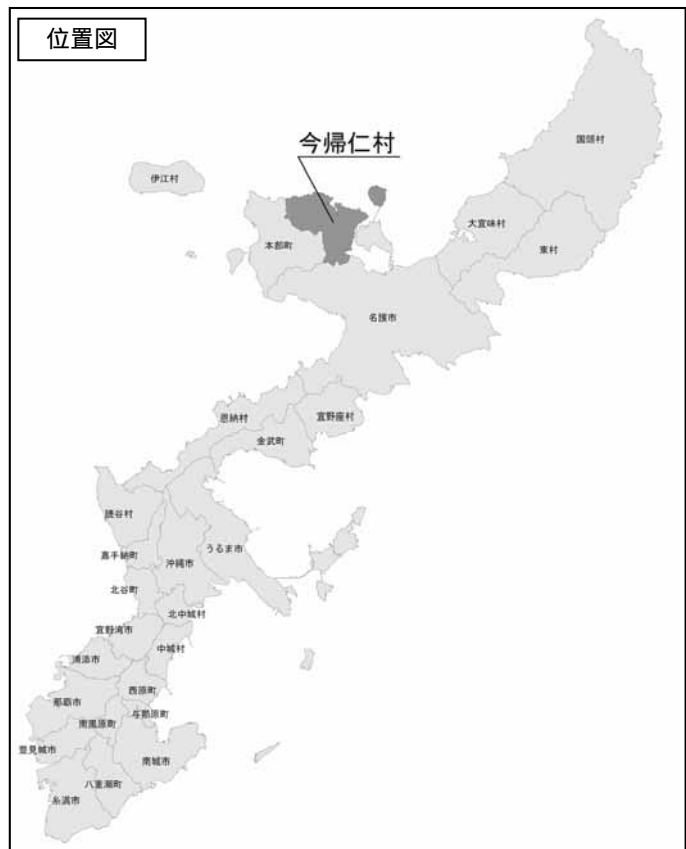 位置図
今帰仁村
国頭村
伊江村
大宜味村
本部町
東村
名護市
恩納村
宜野座村
金武町
読谷村
うるま市
嘉手納町
沖縄市
北谷町
北中城村
宜野湾市
中城村
浦添市
西原町
那覇市
与那原町
南風原町
豊見城市
南城市
八重瀬町
糸満市